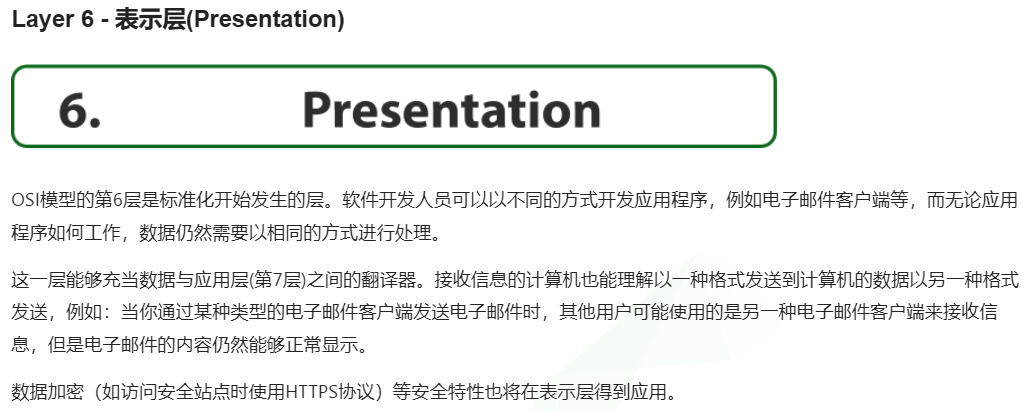 Layer 6 - 表示层(Presentation)
6. Presentation
OSI模型的第6层是标准化开始发生的层。软件开发人员可以以不同的方式开发应用程序，例如电子邮件客户端等，而无论应用
程序如何工作，数据仍然需要以相同的方式进行处理。
这一层能够充当数据与应用层(第7层)之间的翻译器。接收信息的计算机也能理解以一种格式发送到计算机的数据以另一种格式
发送，例如：当你通过某种类型的电子邮件客户端发送电子邮件时，其他用户可能使用的是另一种电子邮件客户端来接收信
息，但是电子邮件的内容仍然能够正常显示。
数据加密（如访问安全站点时使用HTTPS协议）等安全特性也将在表示层得到应用。